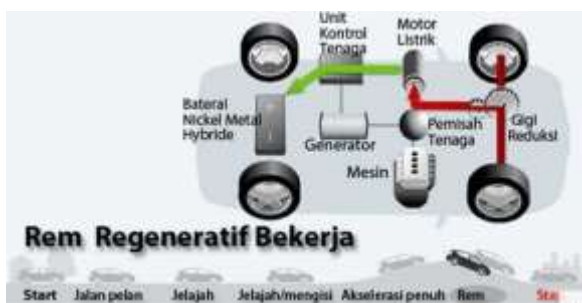 Unit
Kontrol
Tenaga
Motor
Listrik
Baterai
Nickel Metal
Hybride
Generator
Pemisah
Tenaga
Gigi
Reduksi
Mesin
Rem Regeneratif Bekerja
Start Jalan pelan Jelajah Jelajah/mengisi Akselerasi penuh Rem